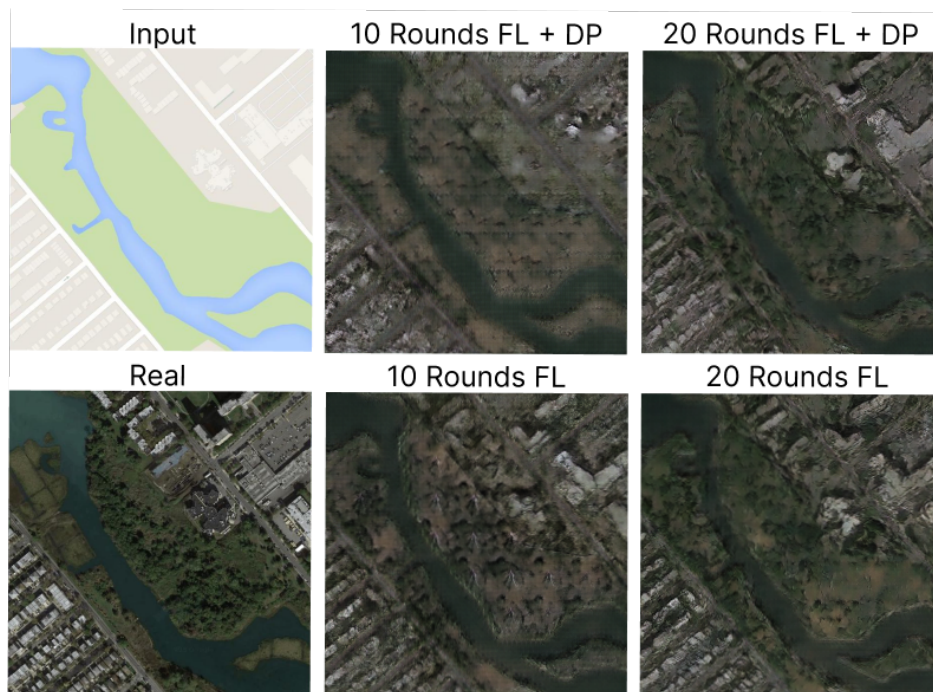 Input
10 Rounds FL + DP
20 Rounds FL + DP
Real
10 Rounds FL
20 Rounds FL